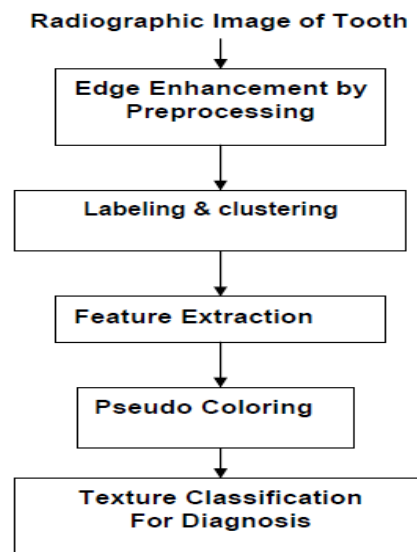 Radiographic Image of Tooth
Edge Enhancement by
Preprocessing
Labeling & clustering
Feature Extraction
Pseudo Coloring
Texture Classification
For Diagnosis